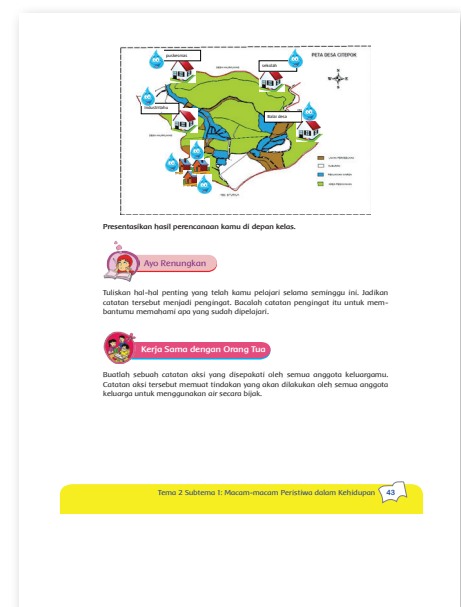 PETA DESA CITEPOK
puskesmas
sekolah
Industri tahu
Balai desa
Presentasikan hasil perencanaan kamu di depan kelas.
Ayo Renungkan
Tuliskan hal-hal penting yang telah kamu pelajari selama seminggu ini. Jadikan
catatan tersebut menjadi pengingat. Bacalah catatan pengingat itu untuk mem-
bantumu memahami apa yang sudah dipelajari.
Kerja Sama dengan Orang Tua
Buatlah sebuah catatan aksi yang disepakati oleh semua anggota keluargamu.
Catatan aksi tersebut memuat tindakan yang akan dilakukan oleh semua anggota
keluarga untuk menggunakan air secara bijak.
Tema 2 Subtema 1: Macam-macam Peristiwa dalam Kehidupan 43